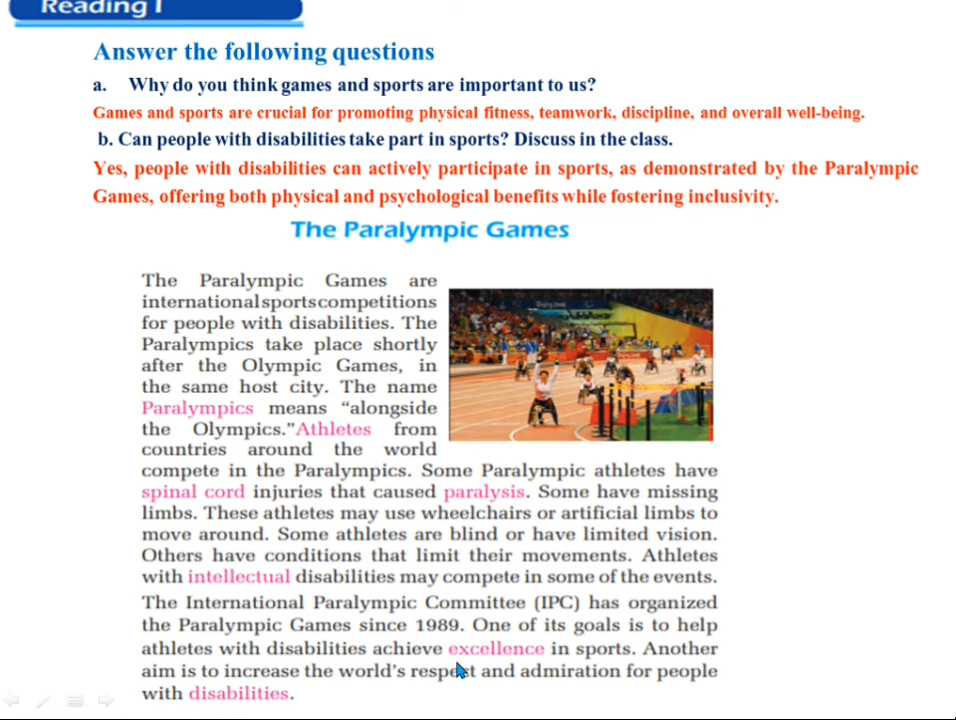 Reading I
Answer the following questions
a. Why do you think games and sports are important to us?
Games and sports are crucial for promoting physical fitness, teamwork, discipline, and overall well-being.
b. Can people with disabilities take part in sports? Discuss in the class.
Yes, people with disabilities can actively participate in sports, as demonstrated by the Paralympic
Games, offering both physical and psychological benefits while fostering inclusivity.
The Paralympic Games
The Paralympic Games are
international sports competitions
for people with disabilities. The
Paralympics take place shortly
after the Olympic Games, in
the same host city. The name
Paralympics means “alongside
the Olympics.” Athletes from
countries around the world
compete in the Paralympics. Some Paralympic athletes have
spinal cord injuries that caused paralysis. Some have missing
limbs. These athletes may use wheelchairs or artificial limbs to
move around. Some athletes are blind or have limited vision.
Others have conditions that limit their movements. Athletes
with intellectual disabilities may compete in some of the events.
The International Paralympic Committee (IPC) has organized
the Paralympic Games since 1989. One of its goals is to help
athletes with disabilities achieve excellence in sports. Another
aim is to increase the world's respect and admiration for people
with disabilities.